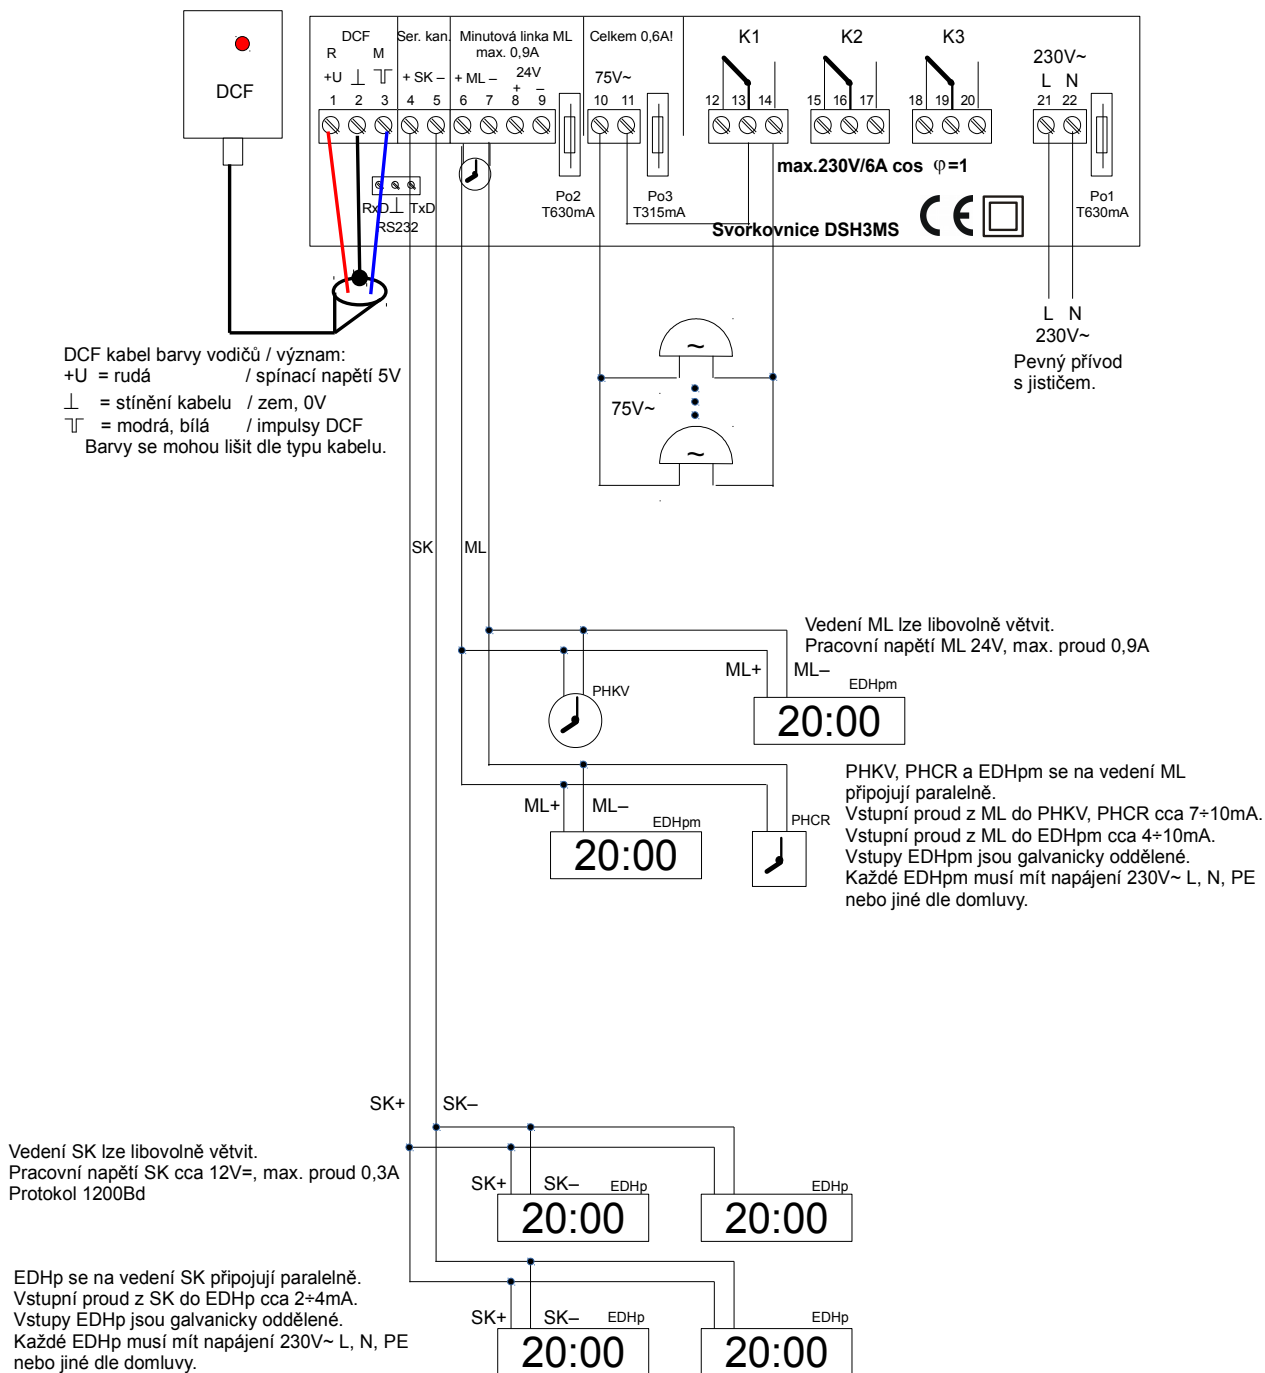 DCF
DCF
R M
+U ⊥
1 2 3
Ser. kan.
+ SK –
4 5
Minutová linka ML
max. 0,9A
24V
+ ML – + –
6 7 8 9
Celkem 0,6A!
75V~
10 11
K1
12 13 14
K2
15 16 17
K3
18 19 20
230V~
L N
21 22
max.230V/6A cos φ=1
RxD⊥ TxD
RS232
Po2
T630mA
Po3
T315mA
Po1
T630mA
Svorkovnice DSH3MS
CE
L N
230V~
Pevný přívod
s jističem.
DCF kabel barvy vodičů / význam:
+U = rudá / spínací napětí 5V
⊥ = stínění kabelu / zem, 0V
= modrá, bílá / impulsy DCF
Barvy se mohou lišit dle typu kabelu.
~
75V~
~
SK ML
Vedení ML lze libovolně větvit.
Pracovní napětí ML 24V, max. proud 0,9A
ML+ ML–
EDHpm
PHKV
20:00
PHKV, PHCR a EDHpm se na vedení ML
připojují paralelně.
Vstupní proud z ML do PHKV, PHCR cca 7÷10mA.
Vstupní proud z ML do EDHpm cca 4÷10mA.
Vstupy EDHpm jsou galvanicky oddělené.
Každé EDHpm musí mít napájení 230V~ L, N, PE
nebo jiné dle domluvy.
ML+ ML–
EDHpm
PHCR
20:00
SK+ SK–
Vedení SK lze libovolně větvit.
Pracovní napětí SK cca 12V=, max. proud 0,3A
Protokol 1200Bd
SK+ SK– EDHp EDHp
20:00 20:00
EDHp se na vedení SK připojují paralelně.
Vstupní proud z SK do EDHp cca 2÷4mA.
Vstupy EDHp jsou galvanicky oddělené.
Každé EDHp musí mít napájení 230V~ L, N, PE
nebo jiné dle domluvy.
SK+ SK– EDHp EDHp
20:00 20:00